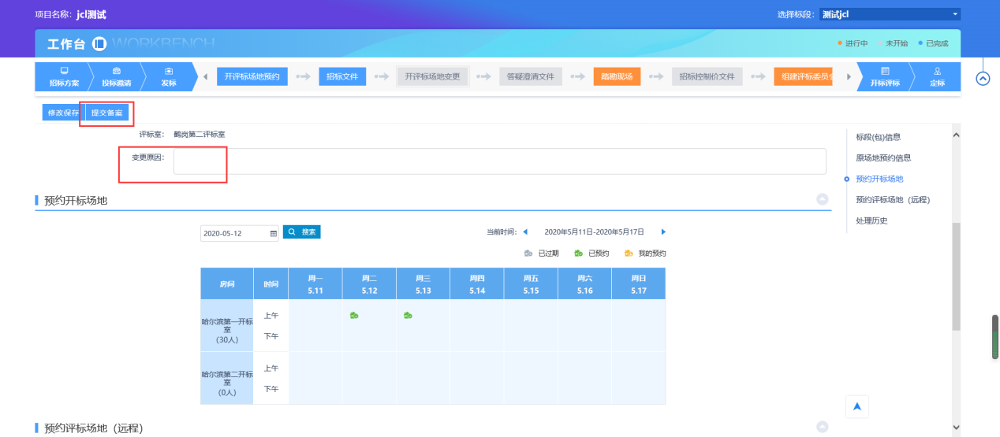 项目名称: jcl测试
选择标段: 测试jcl
工作台 WORKBENCH
进行中 未开始 已完成
招标方案 投标邀请 发标 开评标场地预约 招标文件 开评标场地变更 答疑澄清文件 踏勘现场 招标控制价文件 组建评标委员会 开标评标 定标
修改保存 提交备案
评标室: 鹤岗第二评标室
变更原因:
标段(包)信息
原场地预约信息
预约开标场地
预约评标场地 (远程)
处理历史
预约开标场地
2020-05-12 搜索 当前时间: 2020年5月11日-2020年5月17日
已过期 已预约 我的预约
房间 时间 周一 周二 周三 周四 周五 周六 周日
5.11 5.12 5.13 5.14 5.15 5.16 5.17
哈尔滨第一开标
室
(30人)
上午
下午
哈尔滨第二开标
室
(0人)
上午
下午
预约评标场地 (远程)